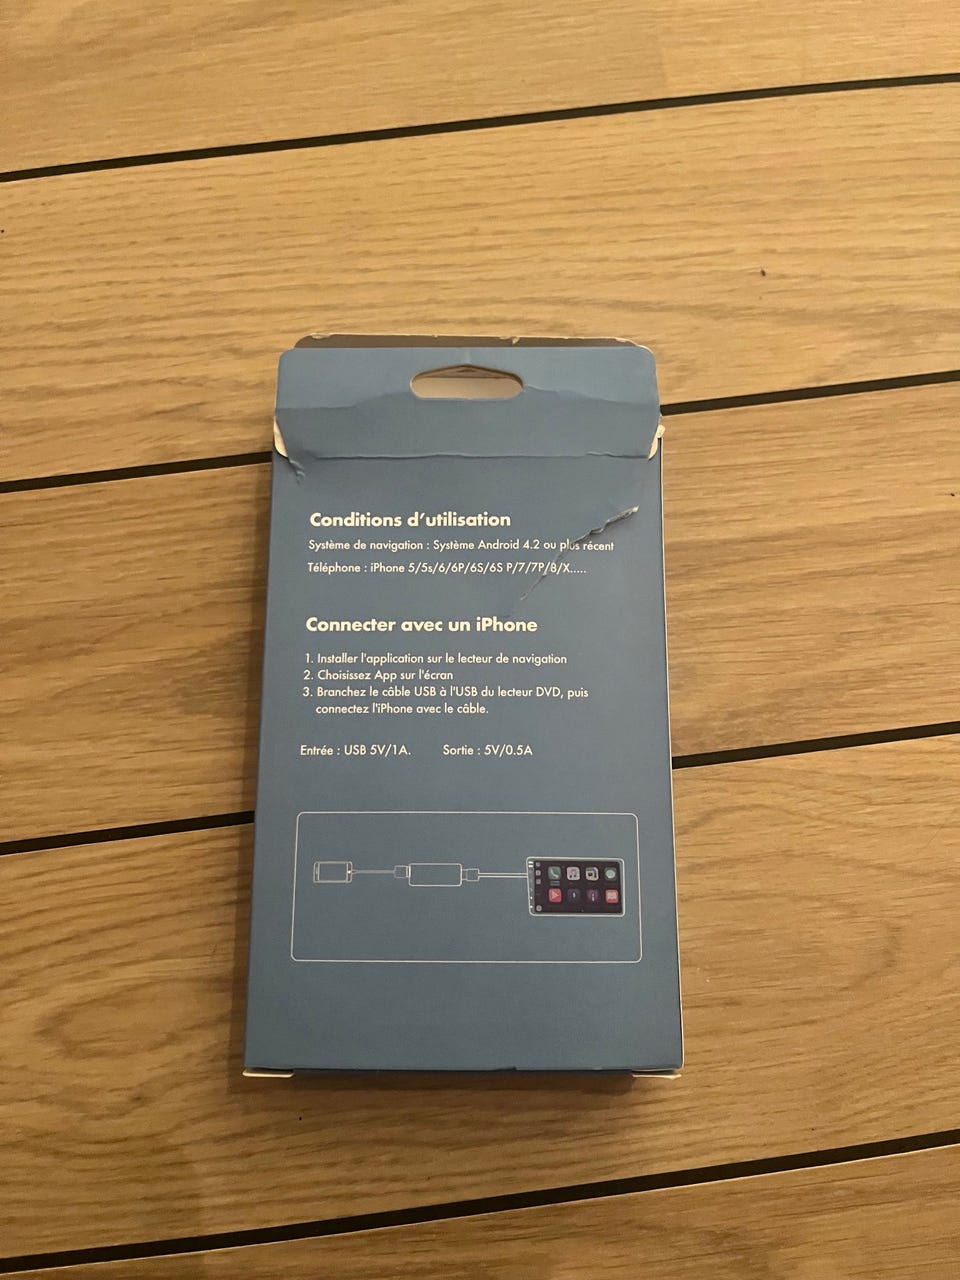 Conditions d'utilisation
Système de navigation : Système Android 4.2 ou plus récent
Téléphone : iPhone 5/5s/6/6P/6S/6S P/7/7P/8/X.....
Connecter avec un iPhone
1. Installer l'application sur le lecteur de navigation
2. Choisissez App sur l'écran
3. Branchez le câble USB à l'USB du lecteur DVD, puis
connectez l'iPhone avec le câble.
Entrée : USB 5V/1A. Sortie : 5V/0.5A